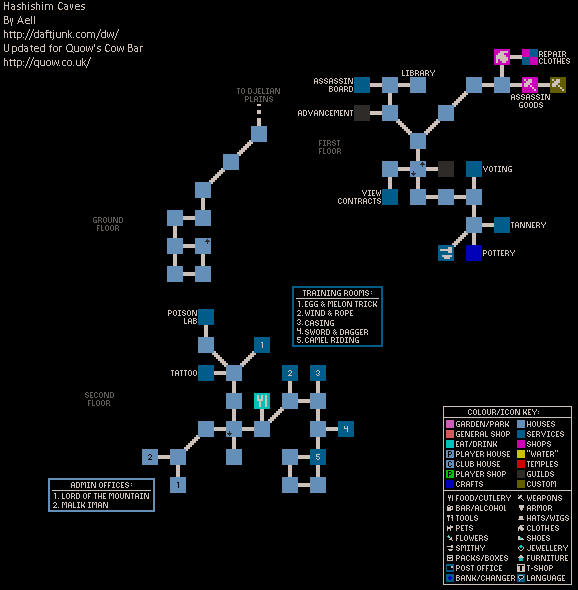 Hashishim Caves
By Aell
http://daftjunk.com/dw/
Updated for Quow's Cow Bar
http://quow.co.uk/
REPAIR
CLOTHES
LIBRARY
ASSASSIN
BOARD
TO DJELIAN
PLAINS
ASSASSIN
GOODS
ADVANCEMENT
FIRST
FLOOR
VOTING
VIEW
CONTRACTS
GROUND
FLOOR
TANNERY
POTTERY
TRAINING ROOMS:
1. EGG & MELON TRICK
2. WIND & ROPE
3. CASING
4. SWORD & DAGGER
5. CAMEL RIDING
POISON
LAB
1
TATTOO
2
3
SECOND
FLOOR
4
2
5
1
ADMIN OFFICES:
1. LORD OF THE MOUNTAIN
2. MALIK IMAN
COLOUR/ICON KEY:
GARDEN/PARK
HOUSES
GENERAL SHOP
SERVICES
EAT/DRINK
SHOPS
P PLAYER HOUSE
"WATER"
C CLUB HOUSE
TEMPLES
P PLAYER SHOP
GUILDS
CRAFTS
CUSTOM
FOOD/CUTLERY
WEAPONS
BAR/ALCOHOL
ARMOR
TOOLS
HATS/WIGS
PETS
CLOTHES
FLOWERS
SHOES
SMITHY
JEWELLERY
PACKS/BOXES
FURNITURE
POST OFFICE
T-SHOP
BANK/CHANGER
LANGUAGE